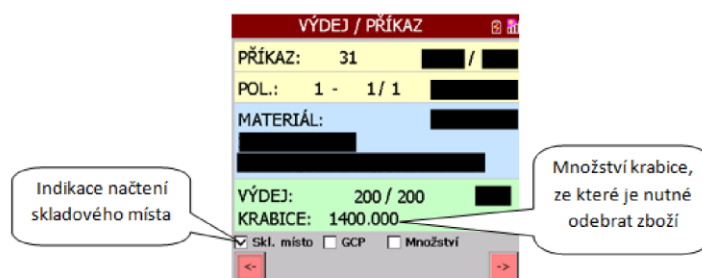 VÝDEJ / PŘÍKAZ
PŘÍKAZ: 31 /
POL.: 1 - 1/ 1
MATERIÁL:
VÝDEJ: 200 / 200
KRABICE: 1400.000
Skl. místo GCP Množství
<- ->
Indikace načtení
skladového místa
Množství krabice,
ze které je nutné
odebrat zboží